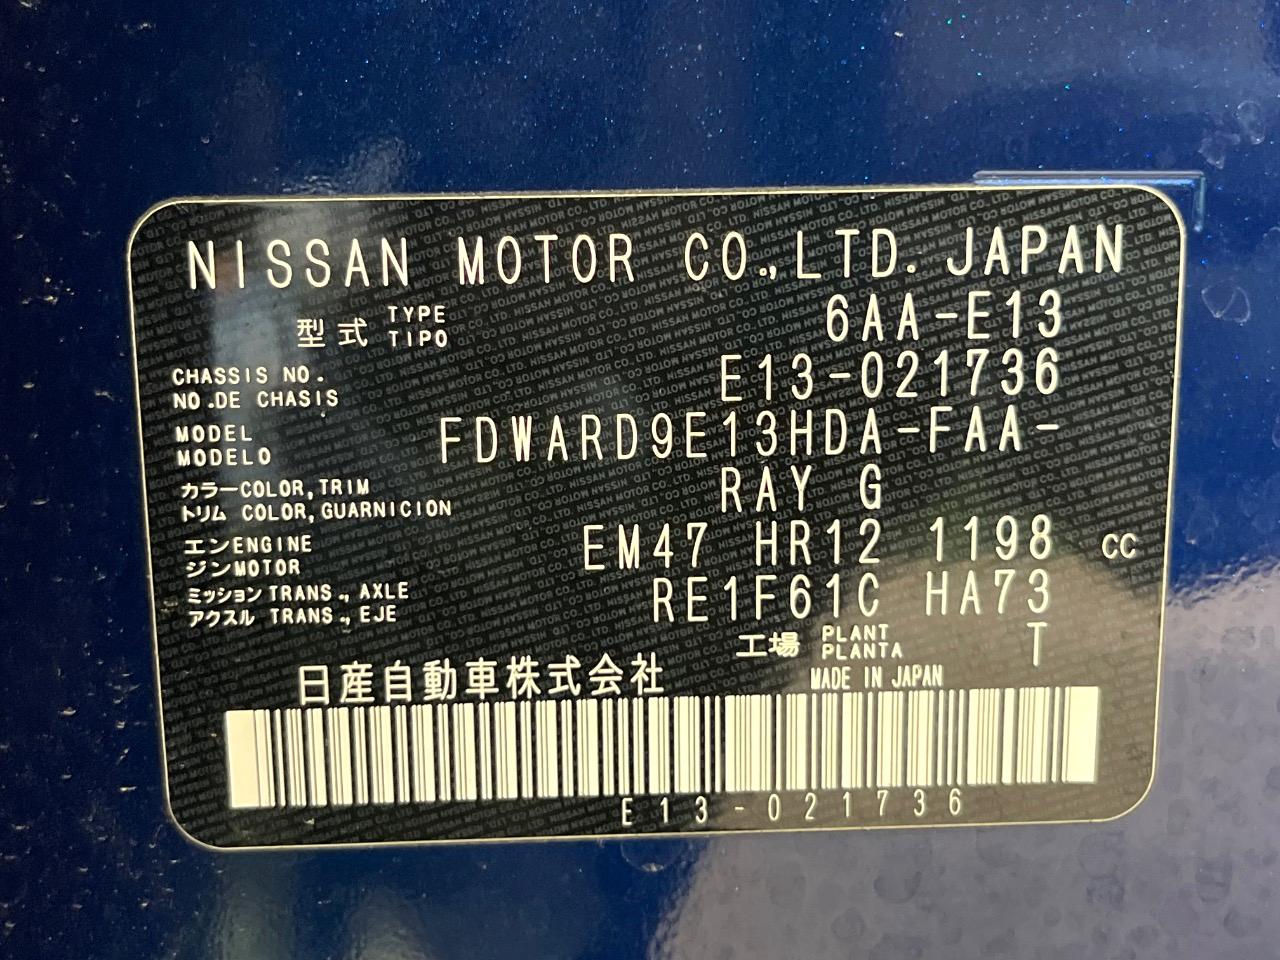 NISSAN MOTOR CO.,LTD. JAPAN
型式 TYPE TIPO 6AA-E13
CHASSIS NO.
NO.DE CHASIS E13-021736
MODEL
MODELO FDWARD9E13HDA-FAA-
カラーCOLOR,TRIM
トリム COLOR,GUARNICION RAY G
エンENGINE
ジンMOTOR EM47 HR12 1198 CC
ミッションTRANS., AXLE
アクスル TRANS., EJE RE1F61C HA73
工場 PLANT PLANTA T
日産自動車株式会社 MADE IN JAPAN
E13-021736